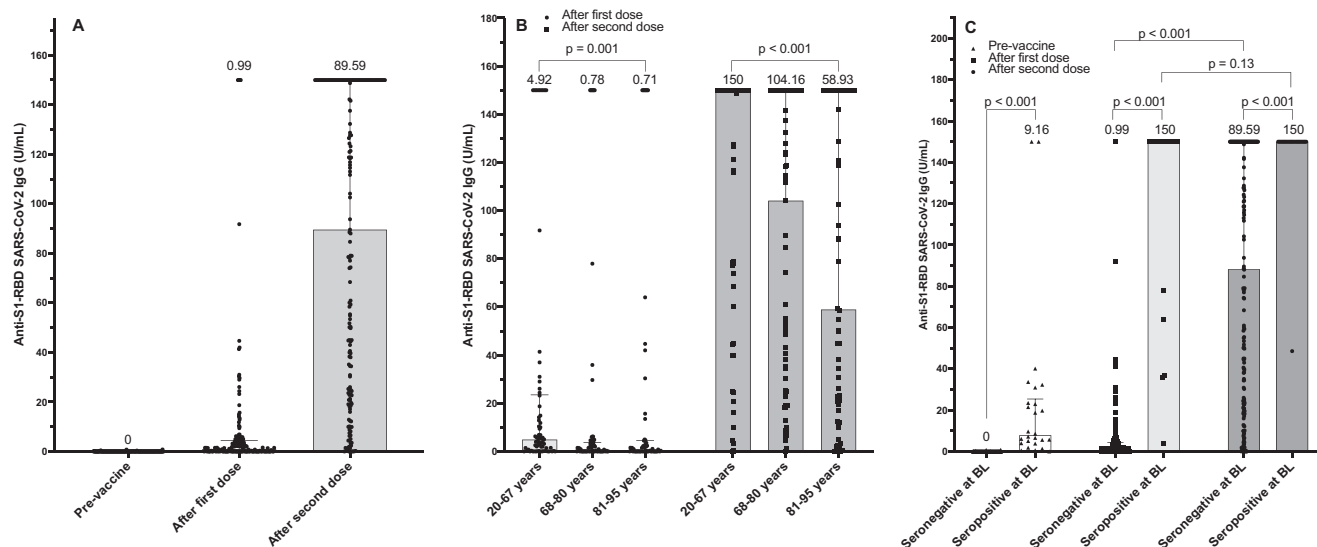 A
Anti-S1-RBD SARS-CoV-2 IgG (U/mL)
160
140
120
100
80
60
40
20
0
0
0.99
89.59
Pre-vaccine
After first dose
After second dose
B
After first dose
After second dose
p = 0.001
p < 0.001
4.92
0.78
0.71
150
104.16
58.93
Anti-S1-RBD SARS-CoV-2 IgG (U/mL)
180
160
140
120
100
80
60
40
20
0
20-67 years
68-80 years
81-95 years
20-67 years
68-80 years
81-95 years
C
Pre-vaccine
After first dose
After second dose
p < 0.001
p = 0.13
p < 0.001
p < 0.001
p < 0.001
0
9.16
0.99
150
89.59
150
Anti-S1-RBD SARS-CoV-2 IgG (U/mL)
200
180
160
140
120
100
80
60
40
20
0
Seronegative at BL
Seropositive at BL
Seronegative at BL
Seropositive at BL
Seronegative at BL
Seropositive at BL